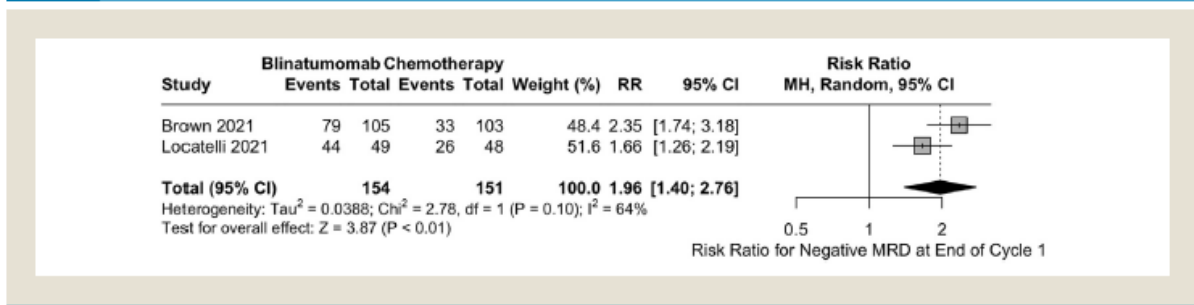 Blinatumomab Chemotherapy Risk Ratio
Study Events Total Events Total Weight (%) RR 95% CI MH, Random, 95% CI
Brown 2021 79 105 33 103 48.4 2.35 [1.74; 3.18]
Locatelli 2021 44 49 26 48 51.6 1.66 [1.26; 2.19]
Total (95% CI) 154 151 100.0 1.96 [1.40; 2.76]
Heterogeneity: Tau² = 0.0388; Chi² = 2.78, df = 1 (P = 0.10); I² = 64%
Test for overall effect: Z = 3.87 (P < 0.01)
0.5 1 2
Risk Ratio for Negative MRD at End of Cycle 1